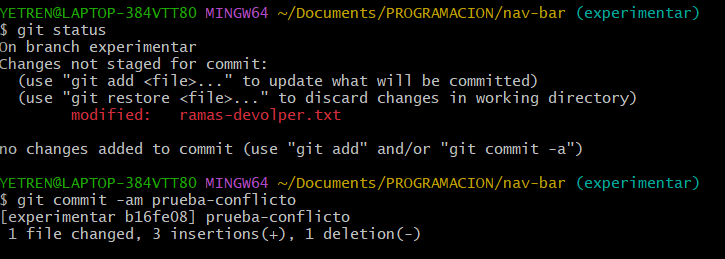 YETREN@LAPTOP-384VTT80 MINGW64 ~/Documents/PROGRAMACION/nav-bar (experimentar)
$ git status
On branch experimentar
Changes not staged for commit:
  (use "git add <file>..." to update what will be committed)
  (use "git restore <file>..." to discard changes in working directory)
        modified:   ramas-devolper.txt

no changes added to commit (use "git add" and/or "git commit -a")

YETREN@LAPTOP-384VTT80 MINGW64 ~/Documents/PROGRAMACION/nav-bar (experimentar)
$ git commit -am prueba-conflicto
[experimentar b16fe08] prueba-conflicto
 1 file changed, 3 insertions(+), 1 deletion(-)